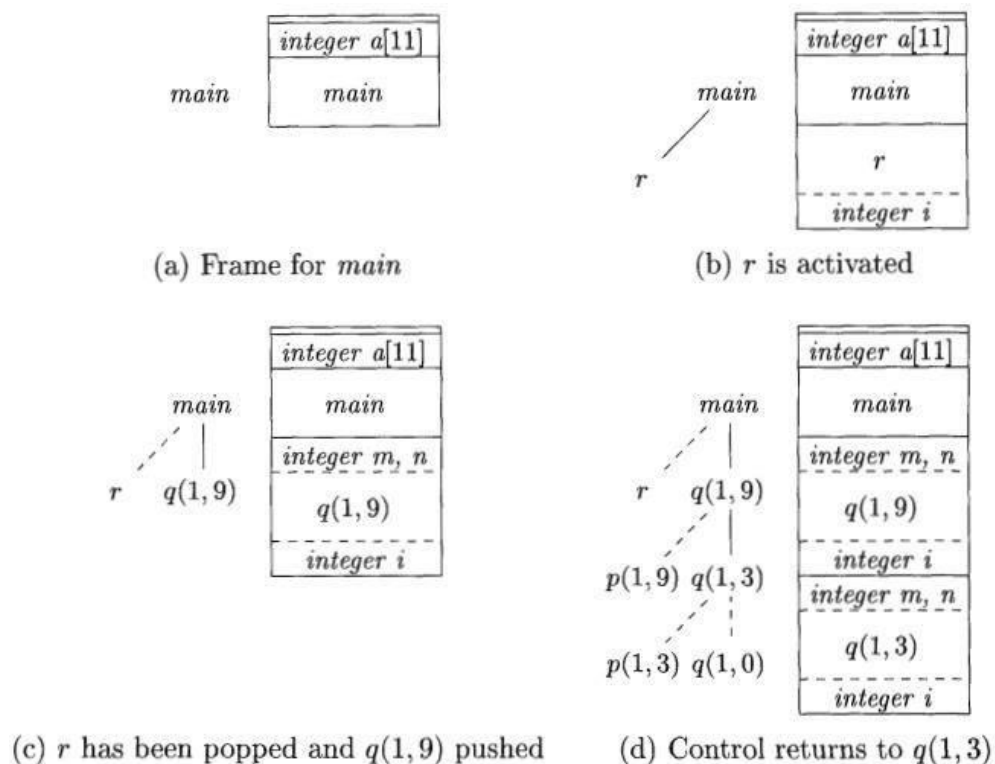 integer a[11]
main
main
(a) Frame for main
integer a[11]
main
main
r
r
integer i
(b) r is activated
integer a[11]
main
main
integer m, n
r q(1,9)
q(1,9)
integer i
(c) r has been popped and q(1,9) pushed
integer a[11]
main
main
integer m, n
r q(1,9)
q(1,9)
integer i
p(1,9) q(1,3)
integer m, n
q(1,3)
p(1,3) q(1,0)
integer i
(d) Control returns to q(1,3)